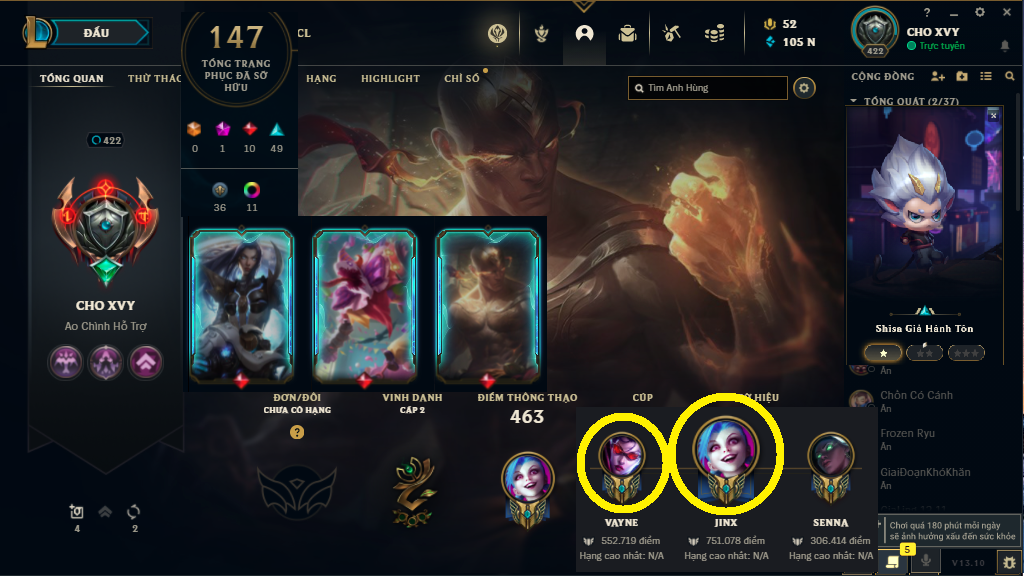 ĐẤU
147
TỔNG TRANG
PHỤC ĐÃ SỞ
HỮU
CL
52
105 N
422
CHO XVY
Trực tuyến
TỔNG QUAN
THỬ THÁC
HẠNG
HIGHLIGHT
CHỈ SỐ
Tìm Anh Hùng
CỘNG ĐỒNG
TỔNG QUÁT (2/37)
0
1
10
49
36
11
422
CHO XVY
Ao Chình Hỗ Trợ
4
2
Shisa Giả Hành Tôn
ĐƠN/ĐÔI
CHƯA CÓ HẠNG
?
VINH DANH
CẤP 2
ĐIỂM THÔNG THẠO
463
CÚP
HIỆU
VAYNE
552.719 điểm
Hạng cao nhất: N/A
JINX
751.078 điểm
Hạng cao nhất: N/A
SENNA
306.414 điểm
Hạng cao nhất: N/A
Ẩn
Chôn Có Cánh
Ẩn
Frozen Ryu
Ẩn
GiaiĐoạnKhóKhăn
Ẩn
Chơi quá 180 phút mỗi ngày
sẽ ảnh hưởng xấu đến sức khỏe
5
V13.10